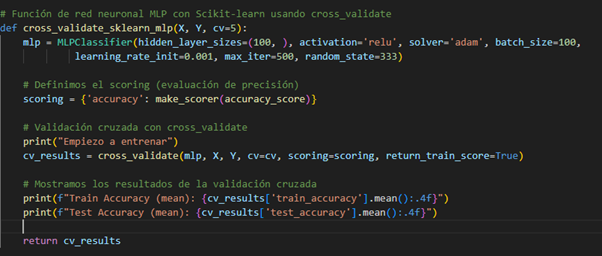 # Función de red neuronal MLP con Scikit-learn usando cross_validate
def cross_validate_sklearn_mlp(X, Y, cv=5):
    mlp = MLPClassifier(hidden_layer_sizes=(100, ), activation='relu', solver='adam', batch_size=100,
            learning_rate_init=0.001, max_iter=500, random_state=333)
    # Definimos el scoring (evaluación de precisión)
    scoring = {'accuracy': make_scorer(accuracy_score)}
    # Validación cruzada con cross_validate
    print("Empiezo a entrenar")
    cv_results = cross_validate(mlp, X, Y, cv=cv, scoring=scoring, return_train_score=True)
    # Mostramos los resultados de la validación cruzada
    print(f"Train Accuracy (mean): {cv_results['train_accuracy'].mean():.4f}")
    print(f"Test Accuracy (mean): {cv_results['test_accuracy'].mean():.4f}")
    return cv_results